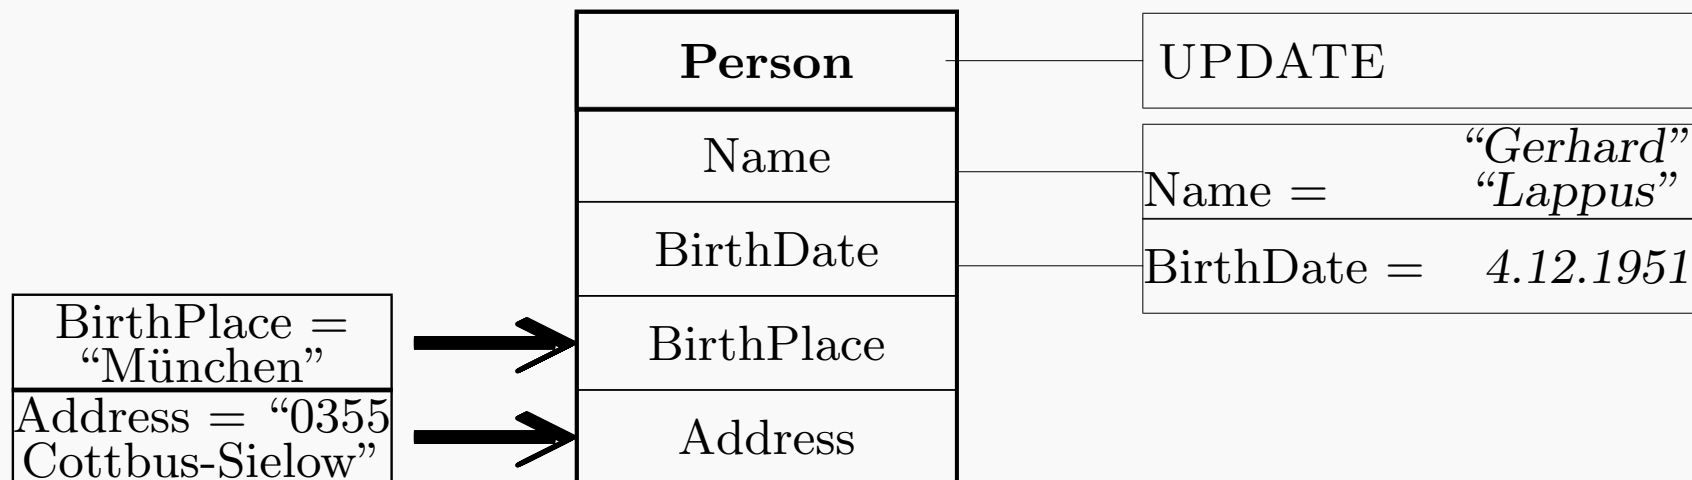 Person
UPDATE
Name
“Gerhard”
Name = “Lappus”
BirthDate
BirthDate = 4.12.1951
BirthPlace =
“München”
BirthPlace
Address = “0355
Cottbus-Sielow”
Address